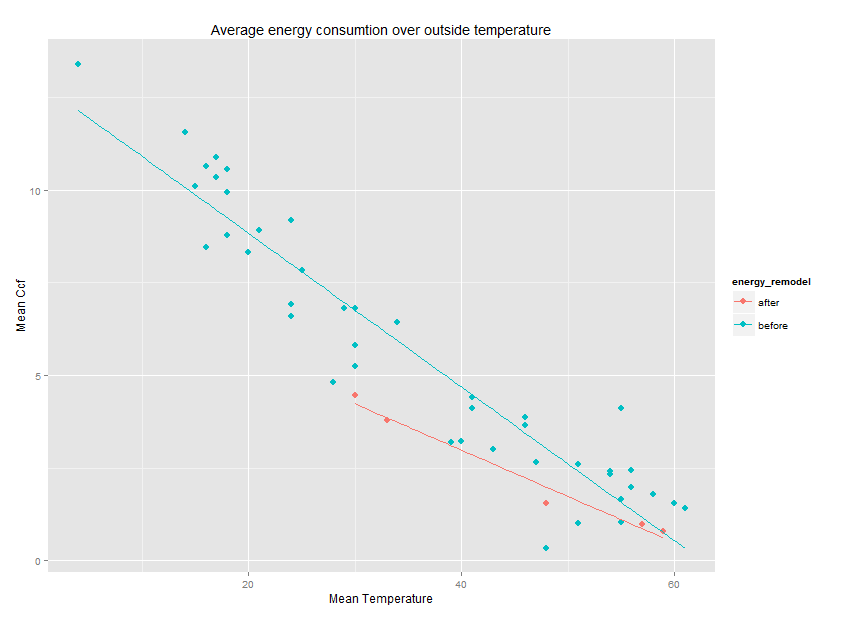 Average energy consumtion over outside temperature
10
5
0
Mean Ccf
20
40
60
Mean Temperature
energy_remodel
after
before